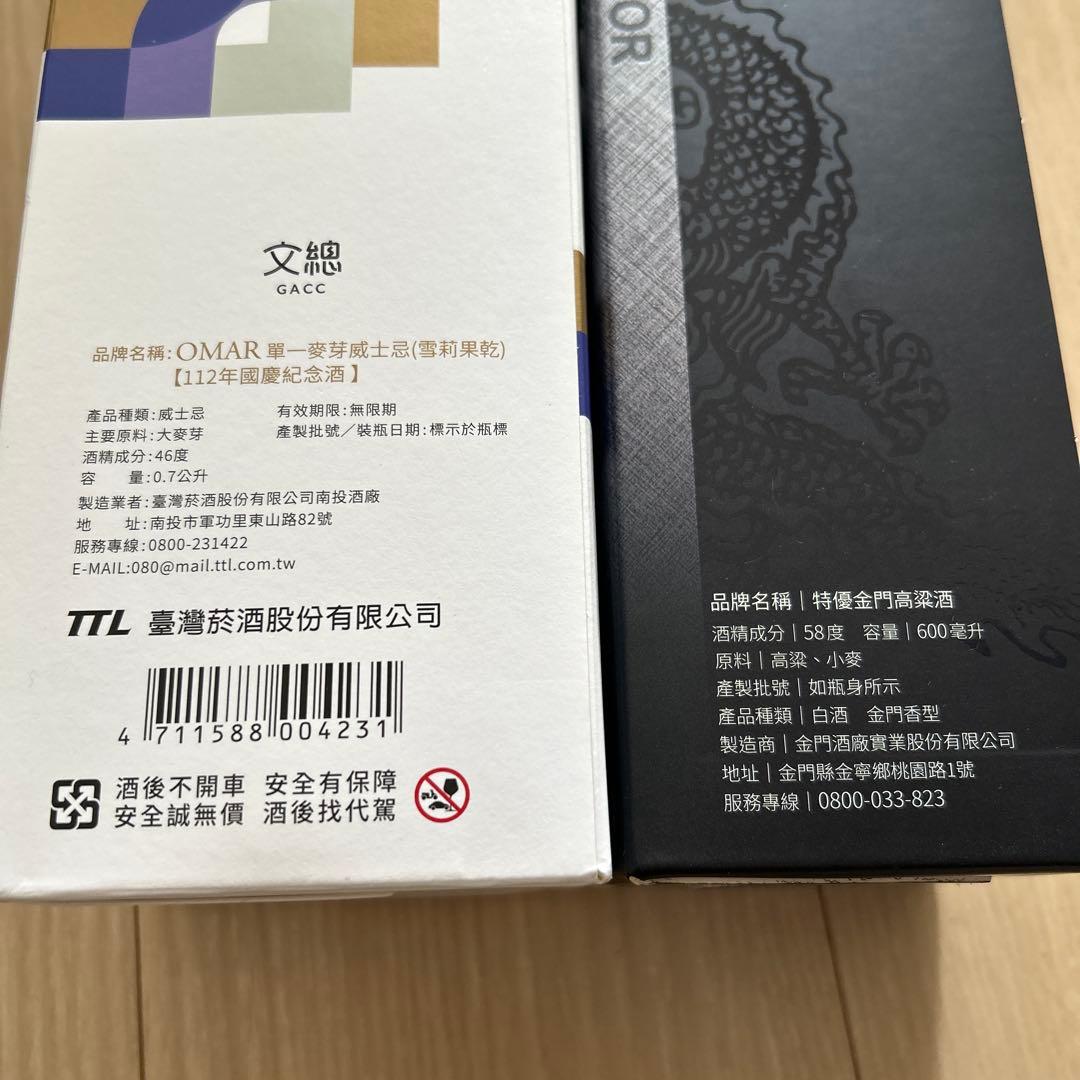 文總
GACC
品牌名稱:OMAR 單一麥芽威士忌(雪莉果乾)
【112年國慶紀念酒】
產品種類:威士忌 有效期限:無限期
主要原料:大麥芽 產製批號/裝瓶日期:標示於瓶標
酒精成分:46度
容 量:0.7公升
製造業者:臺灣菸酒股份有限公司南投酒廠
地 址:南投市軍功里東山路82號
服務專線:0800-231422
E-MAIL:080@mail.ttl.com.tw
TTL 臺灣菸酒股份有限公司
4 711588 004231
酒後不開車 安全有保障
安全誠無價 酒後找代駕
OR
品牌名稱|特優金門高粱酒
酒精成分|58度 容量|600毫升
原料|高粱、小麥
產製批號|如瓶身所示
產品種類|白酒 金門香型
製造商|金門酒廠實業股份有限公司
地址|金門縣金寧鄉桃園路1號
服務專線|0800-033-823